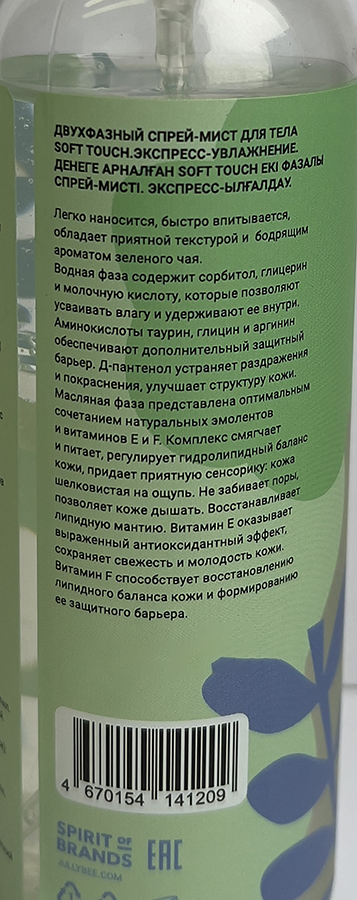 ДВУХФАЗНЫЙ СПРЕЙ-МИСТ ДЛЯ ТЕЛА
SOFT TOUCH.ЭКСПРЕСС-УВЛАЖНЕНИЕ.
ДЕНЕГЕ АРНАЛҒАН SOFT TOUCH ЕКІ ФАЗАЛЫ
СПРЕЙ-МИСТІ. ЭКСПРЕСС-ЫЛҒАЛДАУ.
Легко наносится, быстро впитывается,
обладает приятной текстурой и бодрящим
ароматом зеленого чая.
Водная фаза содержит сорбитол, глицерин
и молочную кислоту, которые позволяют
усваивать влагу и удерживают ее внутри.
Аминокислоты таурин, глицин и аргинин
обеспечивают дополнительный защитный
барьер. Д-пантенол устраняет раздражения
и покраснения, улучшает структуру кожи.
Масляная фаза представлена оптимальным
сочетанием натуральных эмолентов
и витаминов Е и F. Комплекс смягчает
и питает, регулирует гидролипидный баланс
кожи, придает приятную сенсорику: кожа
шелковистая на ощупь. Не забивает поры,
позволяет коже дышать. Восстанавливает
липидную мантию. Витамин Е оказывает
выраженный антиоксидантный эффект,
сохраняет свежесть и молодость кожи.
Витамин F способствует восстановлению
липидного баланса кожи и формированию
ее защитного барьера.
4 670154 141209
SPIRIT OF
BRANDS EAC